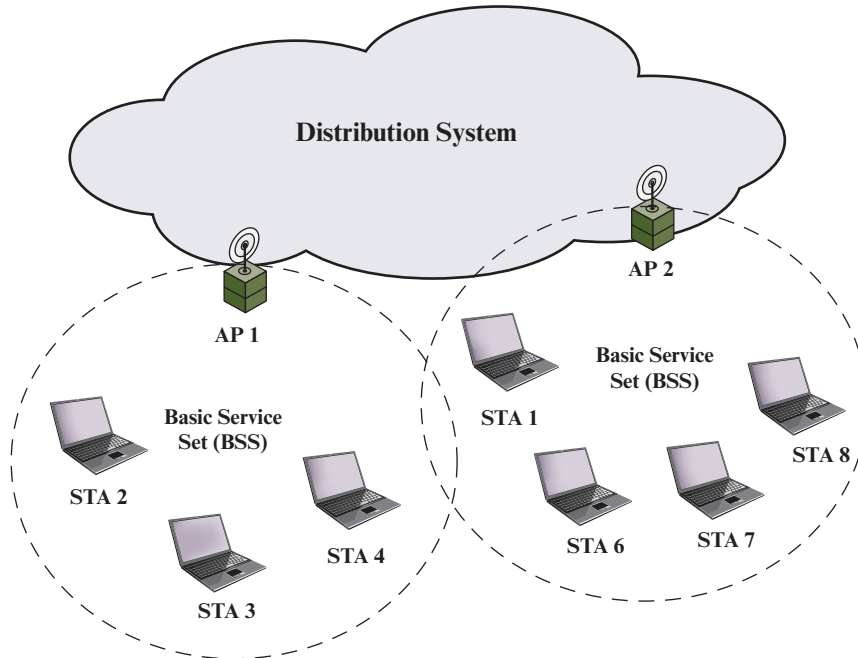 Distribution System
AP 2
AP 1
Basic Service
Set (BSS)
STA 1
STA 8
Basic Service
Set (BSS)
STA 2
STA 4
STA 6
STA 7
STA 3